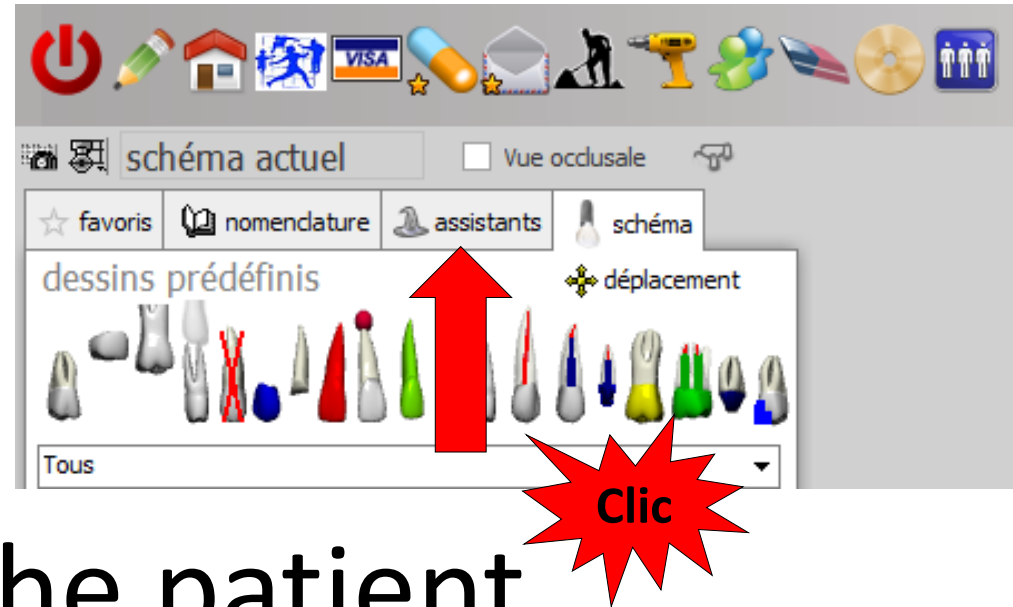 VISA
schéma actuel Vue occlusale
favoris nomenclature assistants schéma
dessins prédéfinis déplacement
Tous
Clic
he patient